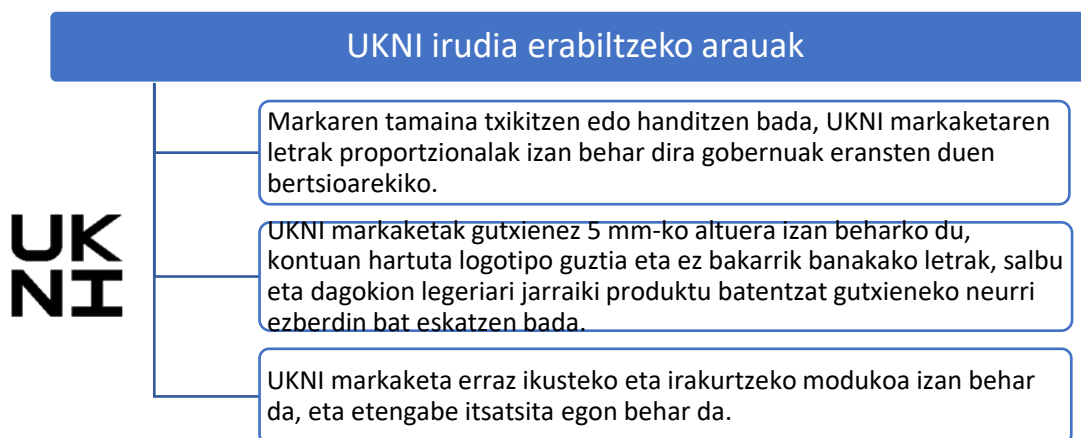 UKNI irudia erabiltzeko arauak
Markaren tamaina txikitzen edo handitzen bada, UKNI markaketaren
letrak proportzionalak izan behar dira gobernuak eransten duen
bertsioarekiko.
UK
NI
UKNI markaketak gutxienez 5 mm-ko altuera izan beharko du,
kontuan hartuta logotipo guztia eta ez bakarrik banakako letrak, salbu
eta dagokion legeriari jarraiki produktu batentzat gutxieneko neurri
ezberdin bat eskatzen bada.
UKNI markaketa erraz ikusteko eta irakurtzeko modukoa izan behar
da, eta etengabe itsatsita egon behar da.